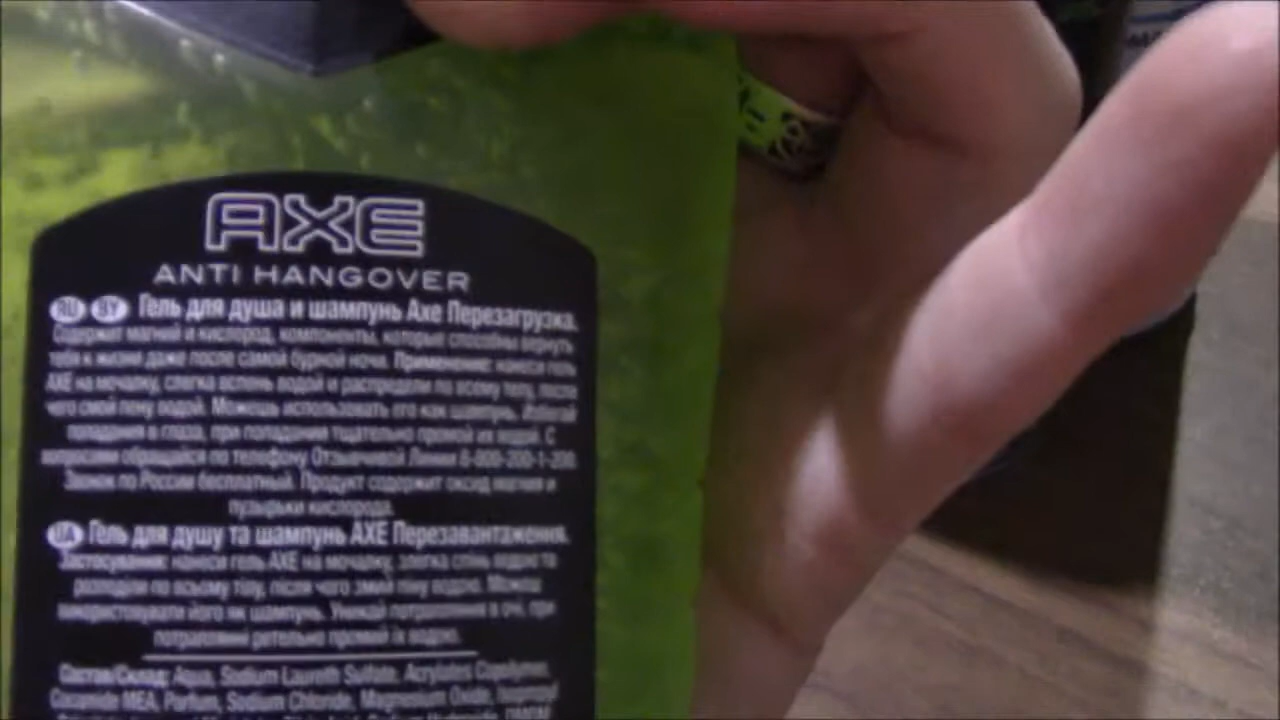 AXE
ANTI HANGOVER
RU BY Гель для душа и шампунь Axe Перезагрузка.
Содержит магний и кислород, компоненты, которые способны вернуть
тебя к жизни даже после самой бурной ночи. Применение: нанеси гель
AXE на мочалку, слегка вспень водой и распредели по всему телу, после
чего смой пену водой. Можешь использовать его как шампунь. Избегай
попадания в глаза, при попадании тщательно промой их водой. С
вопросами обращайся по телефону Отзывчивой Линии 8-800-200-1-200.
Звонок по России бесплатный. Продукт содержит оксид магния и
пузырьки кислорода.
UA Гель для душу та шампунь AXE Перезавантаження.
Застосування: нанеси гель AXE на мочалку, злегка спінь водою та
розподіли по всьому тілу, після чого змий піну водою. Можеш
використовувати його як шампунь. Уникай потрапляння в очі, при
потраплянні ретельно промий їх водою.
Состав/Склад: Aqua, Sodium Laureth Sulfate, Acrylates Copolymer,
Cocamide MEA, Parfum, Sodium Chloride, Magnesium Oxide, Isopropyl